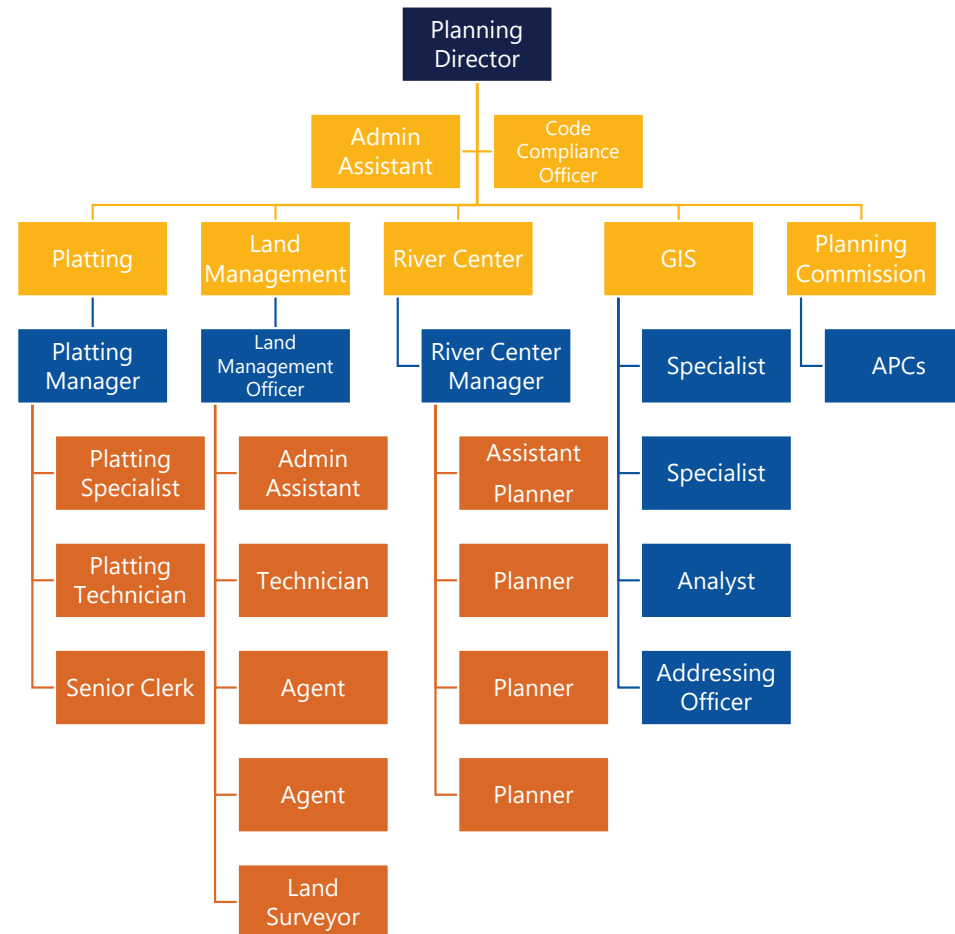 Planning
Director
Admin
Assistant
Code
Compliance
Officer
Platting
Land
Management
River Center
GIS
Planning
Commission
Platting
Manager
Land
Management
Officer
River Center
Manager
Specialist
APCs
Platting
Specialist
Admin
Assistant
Assistant
Planner
Specialist
Platting
Technician
Technician
Planner
Analyst
Senior Clerk
Agent
Planner
Addressing
Officer
Agent
Planner
Land
Surveyor